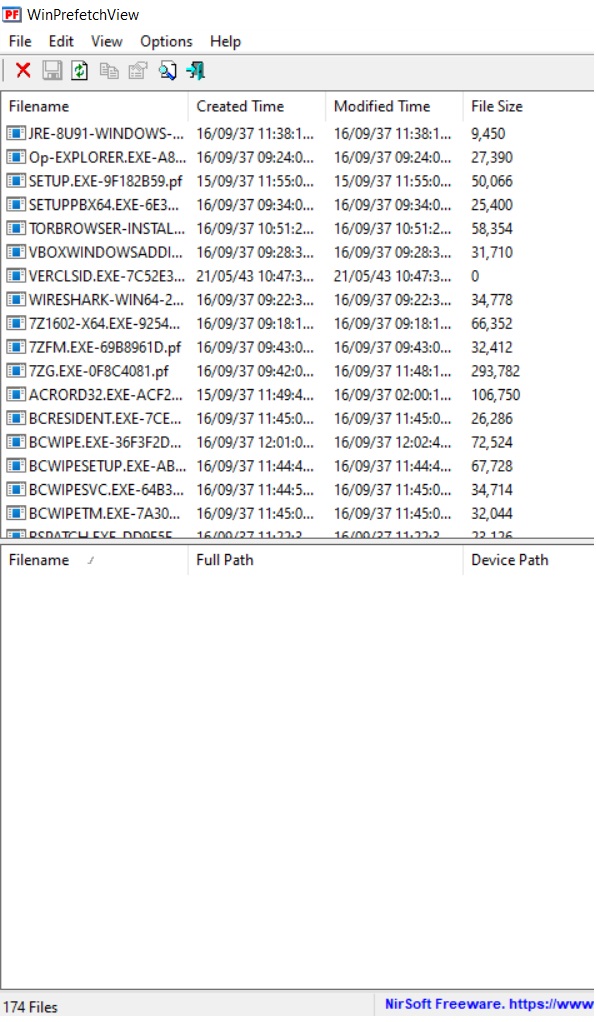 PF WinPrefetchView
File Edit View Options Help
Filename Created Time Modified Time File Size
JRE-8U91-WINDOWS-... 16/09/37 11:38:1... 16/09/37 11:38:1... 9,450
Op-EXPLORER.EXE-A8... 16/09/37 09:24:0... 16/09/37 09:24:0... 27,390
SETUP.EXE-9F182B59.pf 15/09/37 11:55:0... 15/09/37 11:55:0... 50,066
SETUPPBX64.EXE-6E3... 16/09/37 09:34:0... 16/09/37 09:34:0... 25,400
TORBROWSER-INSTAL... 16/09/37 10:51:2... 16/09/37 10:51:2... 58,354
VBOXWINDOWSADDI... 16/09/37 09:28:3... 16/09/37 09:28:3... 31,710
VERCLSID.EXE-7C52E3... 21/05/43 10:47:3... 21/05/43 10:47:3... 0
WIRESHARK-WIN64-2... 16/09/37 09:22:3... 16/09/37 09:22:3... 34,778
7Z1602-X64.EXE-9254... 16/09/37 09:18:1... 16/09/37 09:18:1... 66,352
7ZFM.EXE-69B8961D.pf 16/09/37 09:43:0... 16/09/37 09:43:0... 32,412
7ZG.EXE-0F8C4081.pf 16/09/37 09:42:0... 16/09/37 11:48:1... 293,782
ACRORD32.EXE-ACF2... 15/09/37 11:49:4... 16/09/37 02:00:1... 106,750
BCRESIDENT.EXE-7CE... 16/09/37 11:45:0... 16/09/37 11:45:0... 26,286
BCWIPE.EXE-36F3F2D... 16/09/37 12:01:0... 16/09/37 12:02:4... 72,524
BCWIPESETUP.EXE-AB... 16/09/37 11:44:4... 16/09/37 11:44:4... 67,728
BCWIPESVC.EXE-64B3... 16/09/37 11:44:5... 16/09/37 11:45:0... 34,714
BCWIPETM.EXE-7A30... 16/09/37 11:45:0... 16/09/37 11:45:0... 32,044
Filename Full Path Device Path
174 Files NirSoft Freeware. https://www